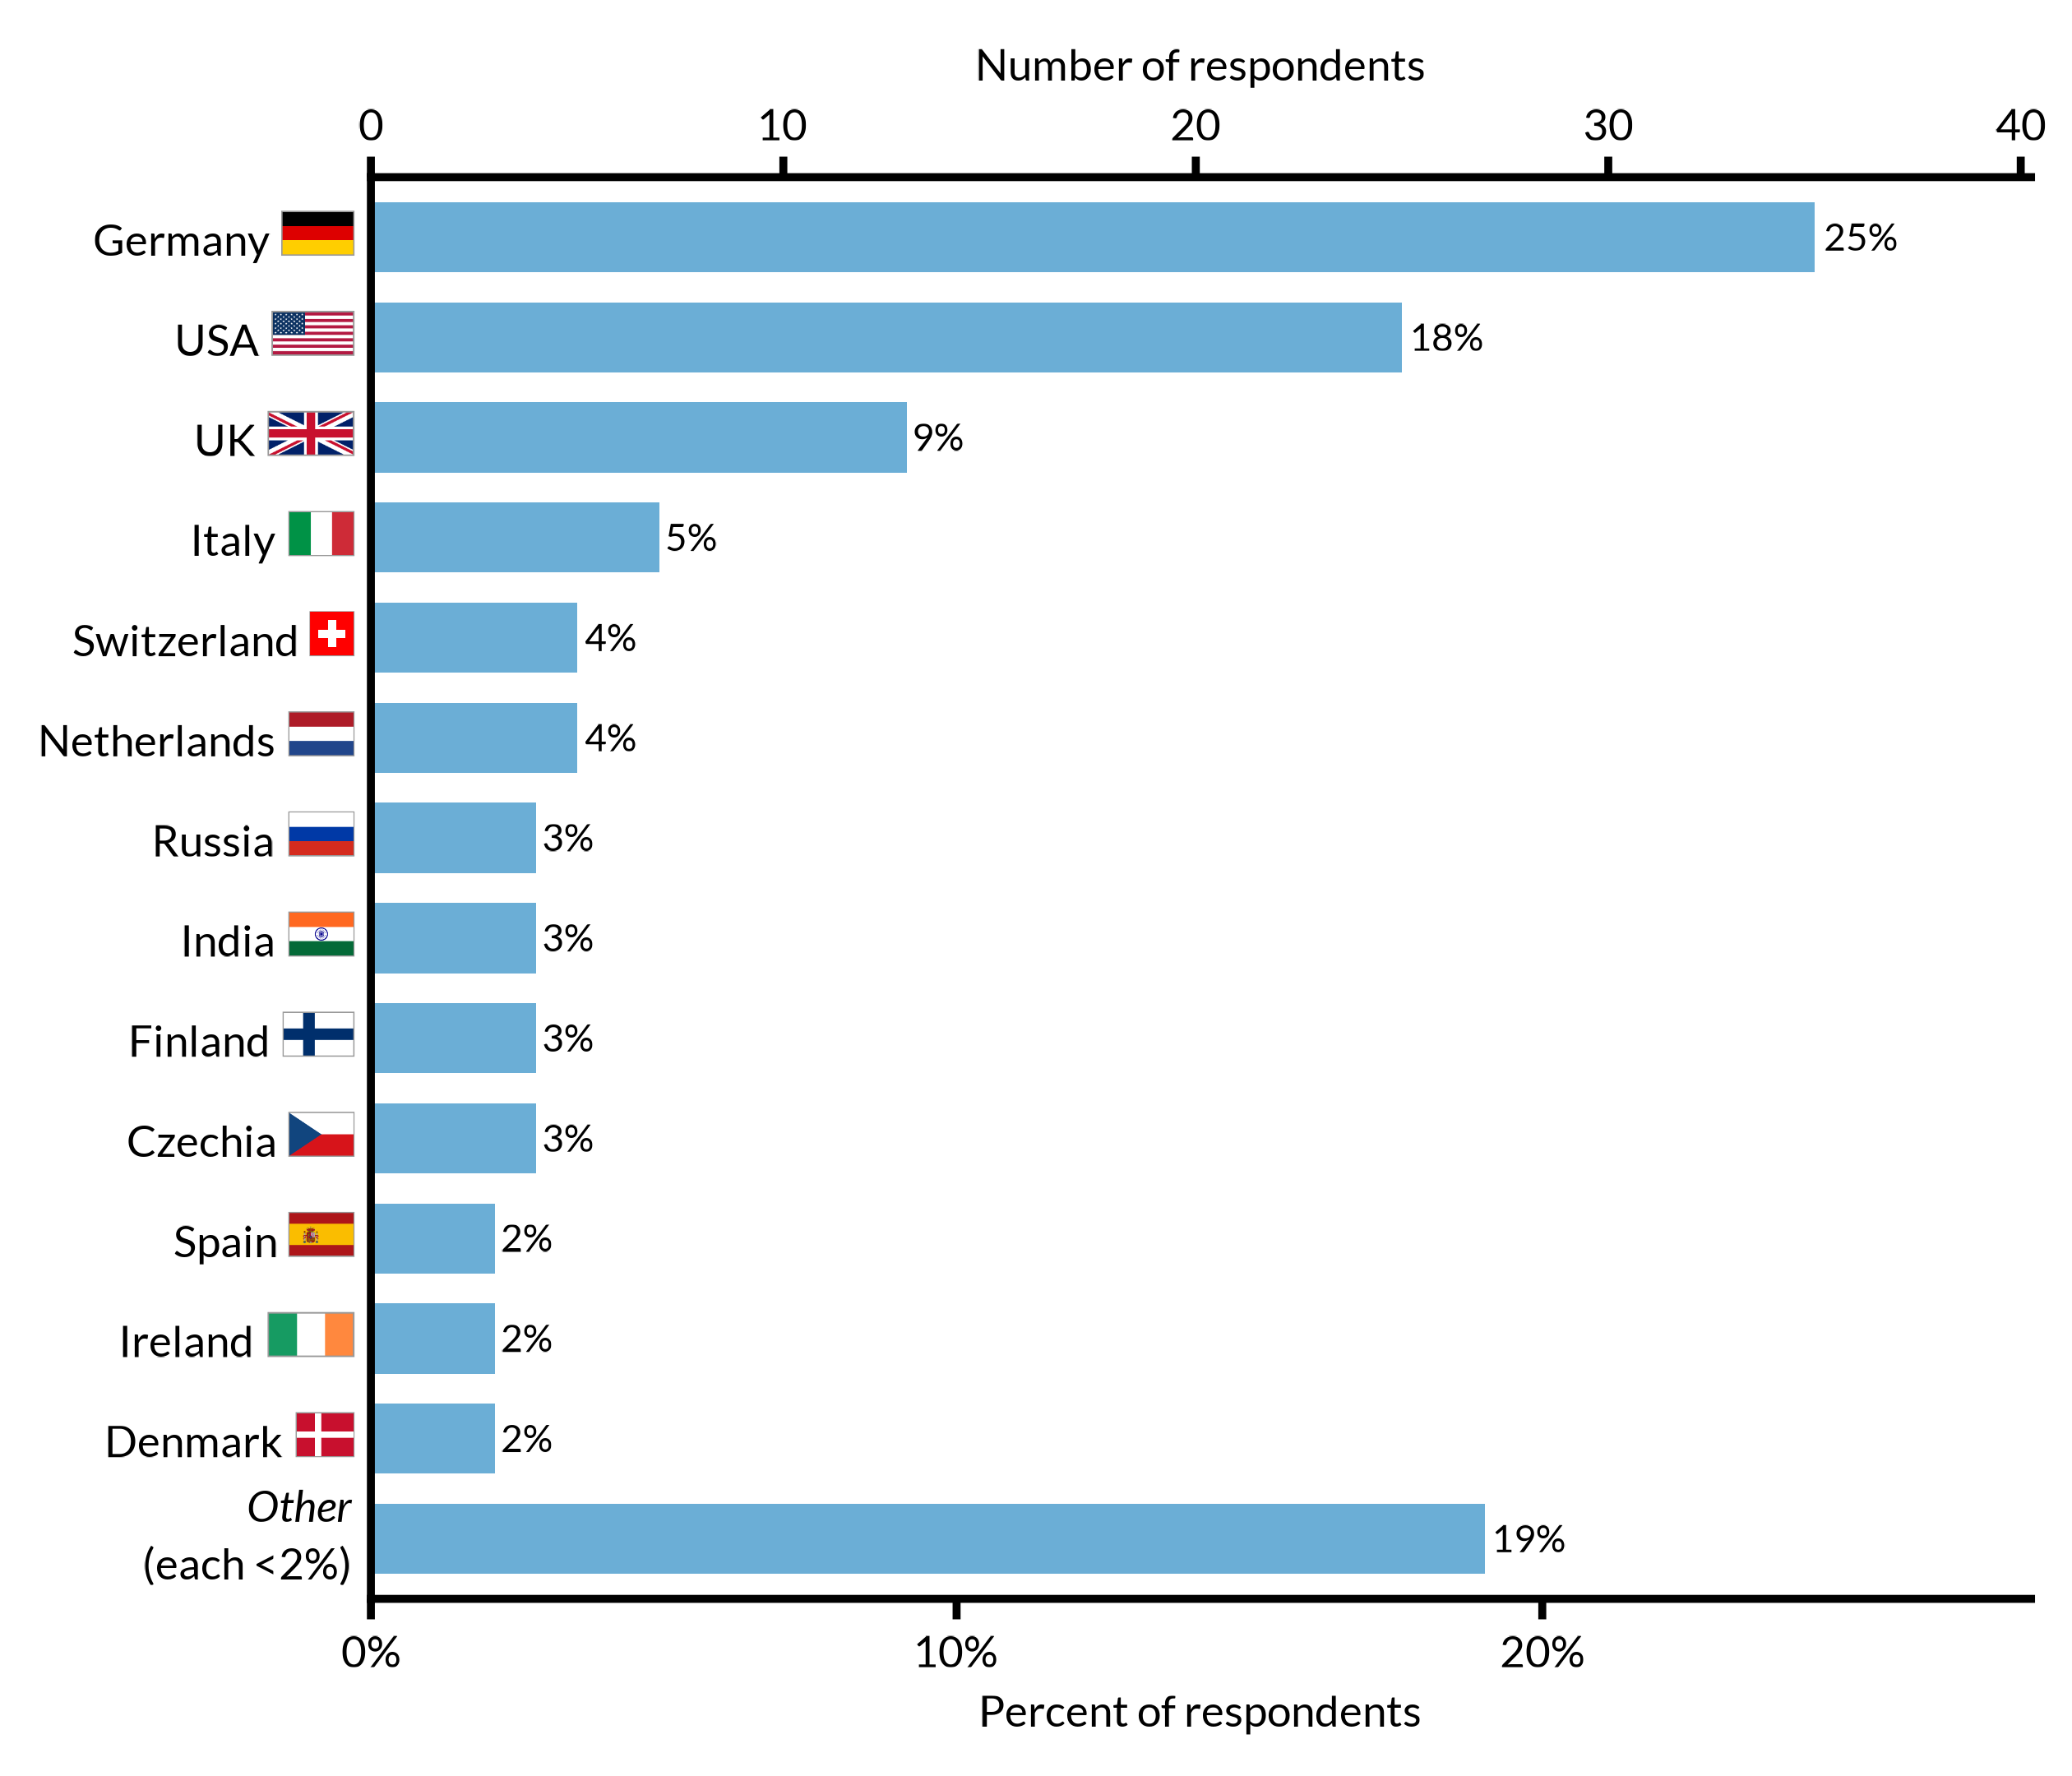 Number of respondents
0 10 20 30 40
Germany 25%
USA 18%
UK 9%
Italy 5%
Switzerland 4%
Netherlands 4%
Russia 3%
India 3%
Finland 3%
Czechia 3%
Spain 2%
Ireland 2%
Denmark 2%
Other
(each <2%) 19%
0% 10% 20%
Percent of respondents